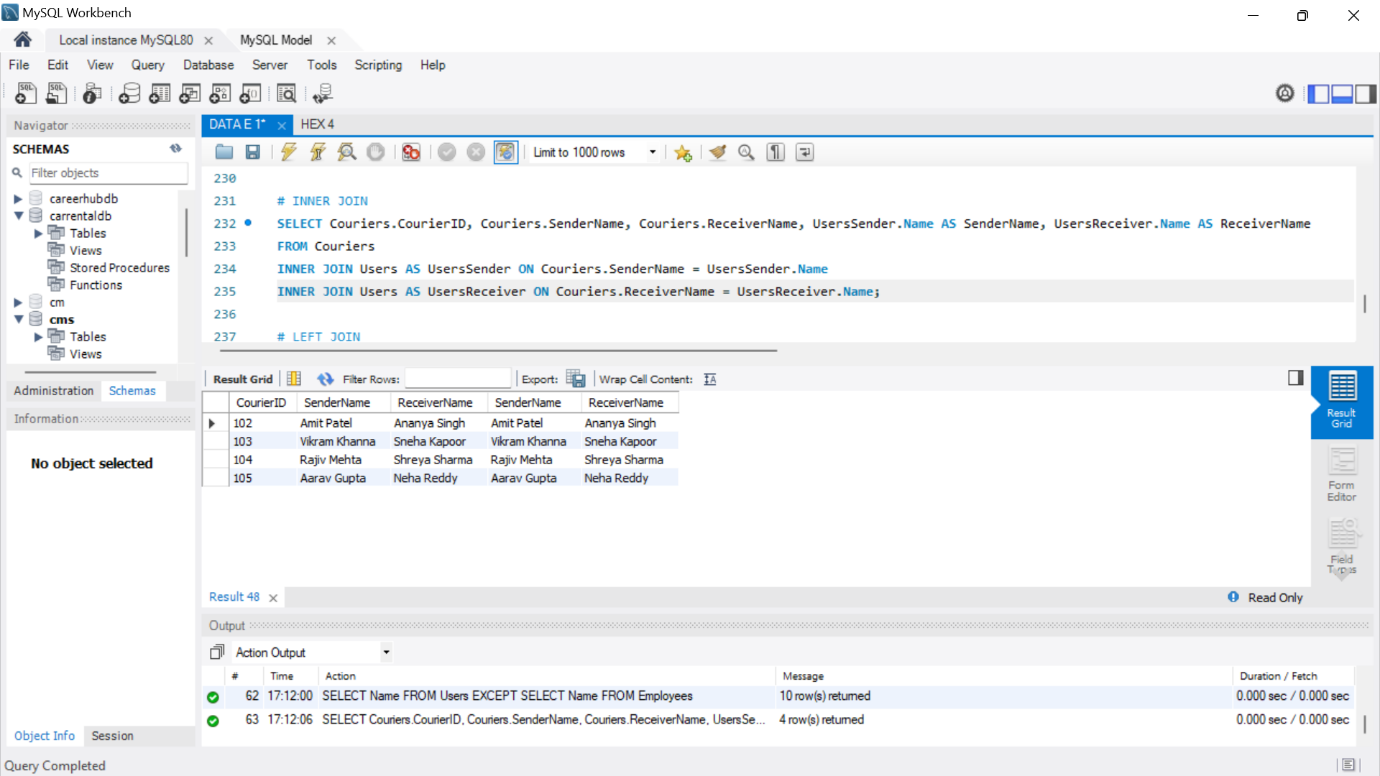 MySQL Workbench
Local instance MySQL80 MySQL Model
File Edit View Query Database Server Tools Scripting Help
Navigator
SCHEMAS
Filter objects
careerhubdb
carrentaldb
Tables
Views
Stored Procedures
Functions
cm
cms
Tables
Views
Administration Schemas
Information
No object selected
Object Info Session
DATA E 1* HEX 4
Limit to 1000 rows
230
231 # INNER JOIN
232 SELECT Couriers.CourierID, Couriers.SenderName, Couriers.ReceiverName, UsersSender.Name AS SenderName, UsersReceiver.Name AS ReceiverName
233 FROM Couriers
234 INNER JOIN Users AS UsersSender ON Couriers.SenderName = UsersSender.Name
235 INNER JOIN Users AS UsersReceiver ON Couriers.ReceiverName = UsersReceiver.Name;
236
237 # LEFT JOIN
Result Grid Filter Rows: Export: Wrap Cell Content:
CourierID SenderName ReceiverName SenderName ReceiverName
102 Amit Patel Ananya Singh Amit Patel Ananya Singh
103 Vikram Khanna Sneha Kapoor Vikram Khanna Sneha Kapoor
104 Rajiv Mehta Shreya Sharma Rajiv Mehta Shreya Sharma
105 Aarav Gupta Neha Reddy Aarav Gupta Neha Reddy
Result
Grid
Form
Editor
Field
Types
Result 48 Read Only
Output
Action Output
# Time Action Message Duration / Fetch
62 17:12:00 SELECT Name FROM Users EXCEPT SELECT Name FROM Employees 10 row(s) returned 0.000 sec / 0.000 sec
63 17:12:06 SELECT Couriers.CourierID, Couriers.SenderName, Couriers.ReceiverName, UsersSe... 4 row(s) returned 0.000 sec / 0.000 sec
Query Completed